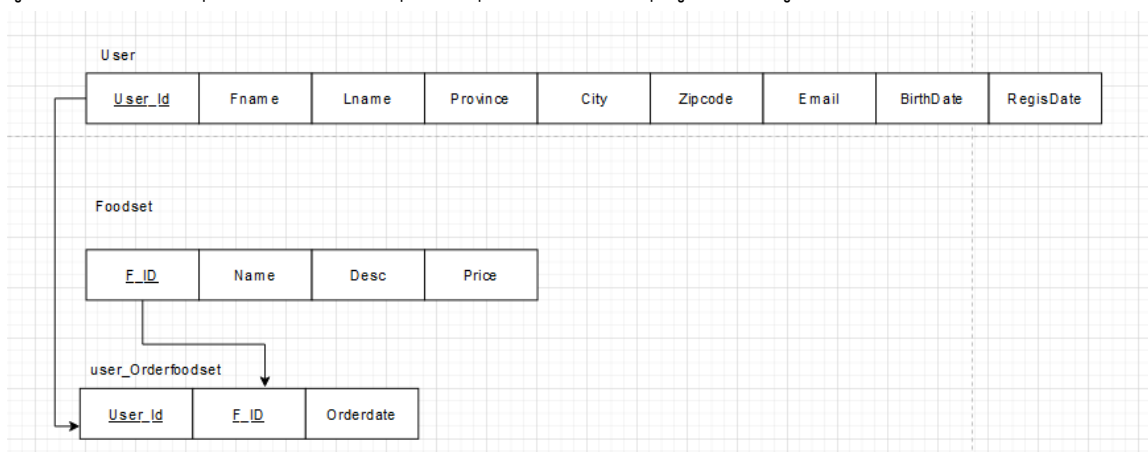 User
User_Id Fname Lname Province City Zipcode Email BirthDate RegisDate
Foodset
F_ID Name Desc Price
user_Orderfoodset
User_Id F_ID Orderdate